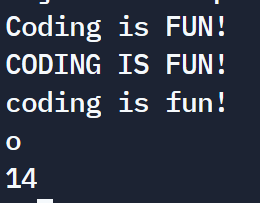 Coding is FUN!
CODING IS FUN!
coding is fun!
o
14